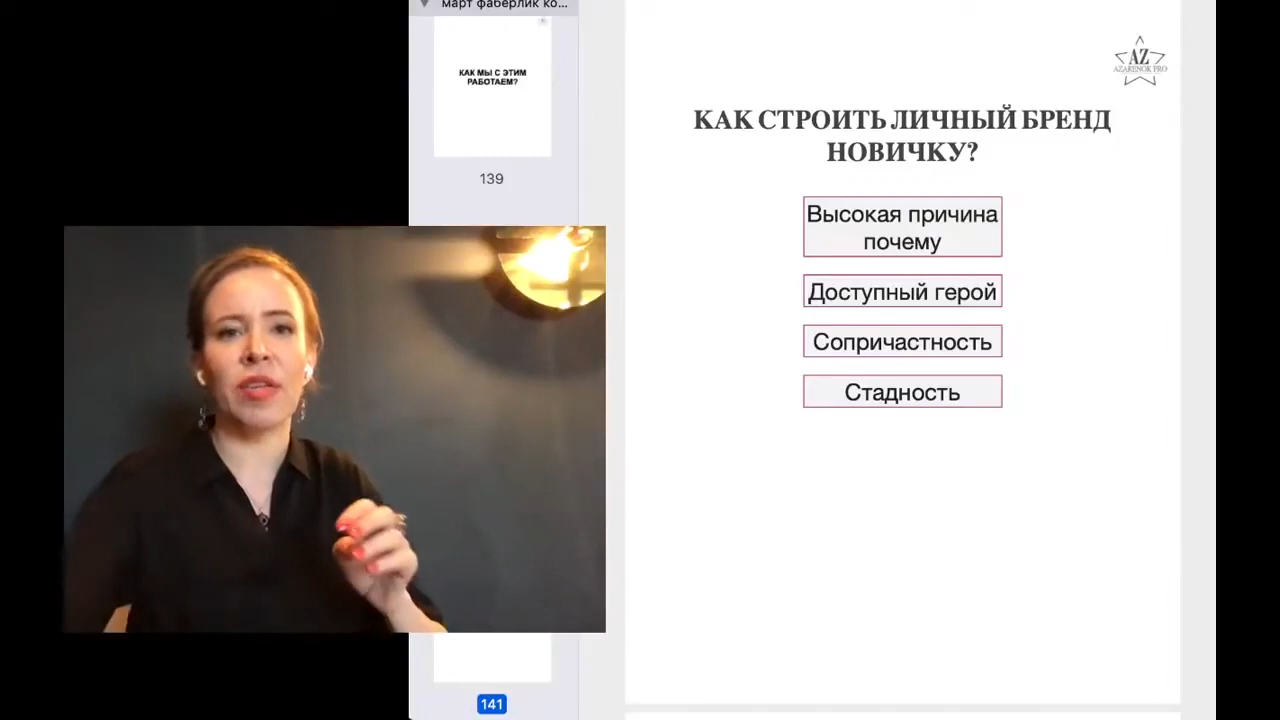 март фаберлик ко...
КАК МЫ С ЭТИМ
РАБОТАЕМ?
139
141
AZ
AZARENOK PRO
КАК СТРОИТЬ ЛИЧНЫЙ БРЕНД
НОВИЧКУ?
Высокая причина
почему
Доступный герой
Сопричастность
Стадность